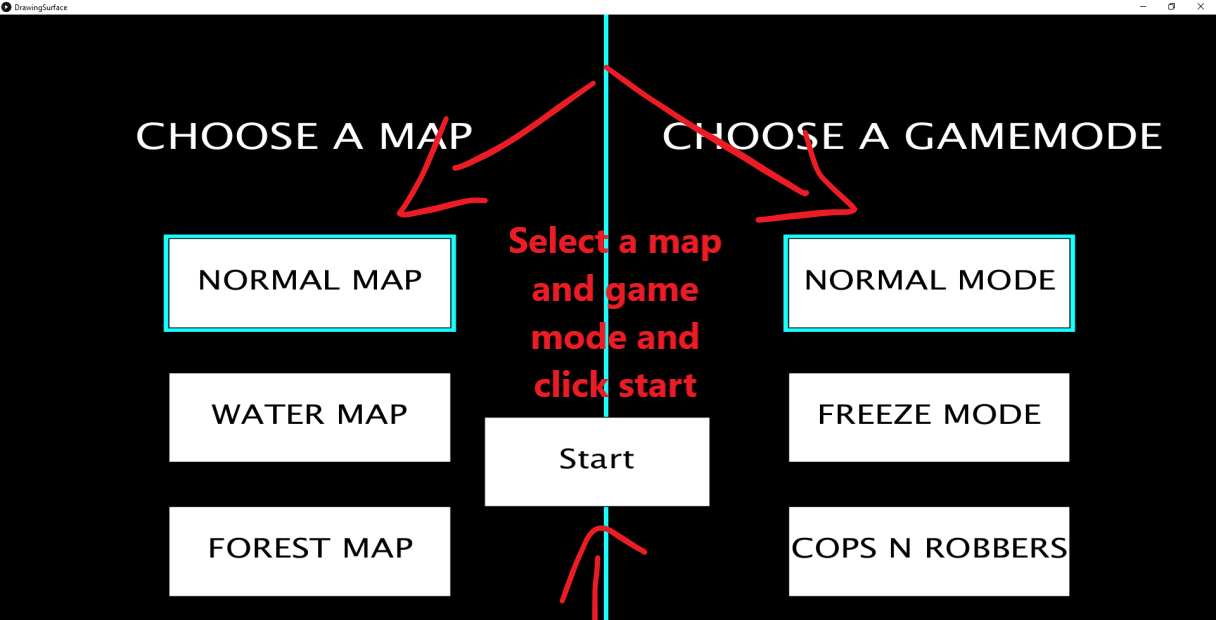 DrawingSurface
CHOOSE A MAP
CHOOSE A GAMEMODE
NORMAL MAP
Select a map
and game
mode and
click start
NORMAL MODE
WATER MAP
Start
FREEZE MODE
FOREST MAP
COPS N ROBBERS